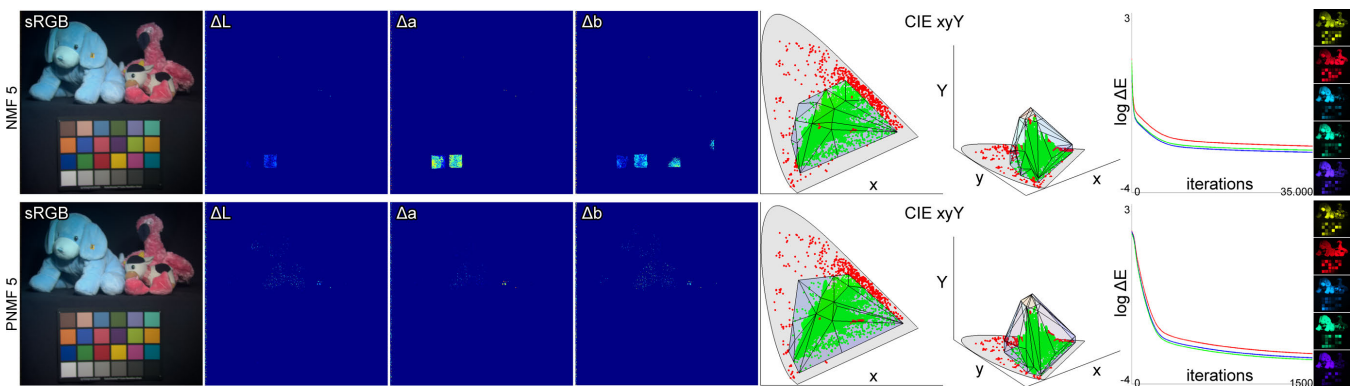 NMF 5
sRGB
ΔL
Δa
Δb
CIE xyY
x
Y
y
x
3
log ΔE
-4
0
iterations
35.000
PNMF 5
sRGB
ΔL
Δa
Δb
CIE xyY
x
Y
y
x
3
log ΔE
-4
0
iterations
1500